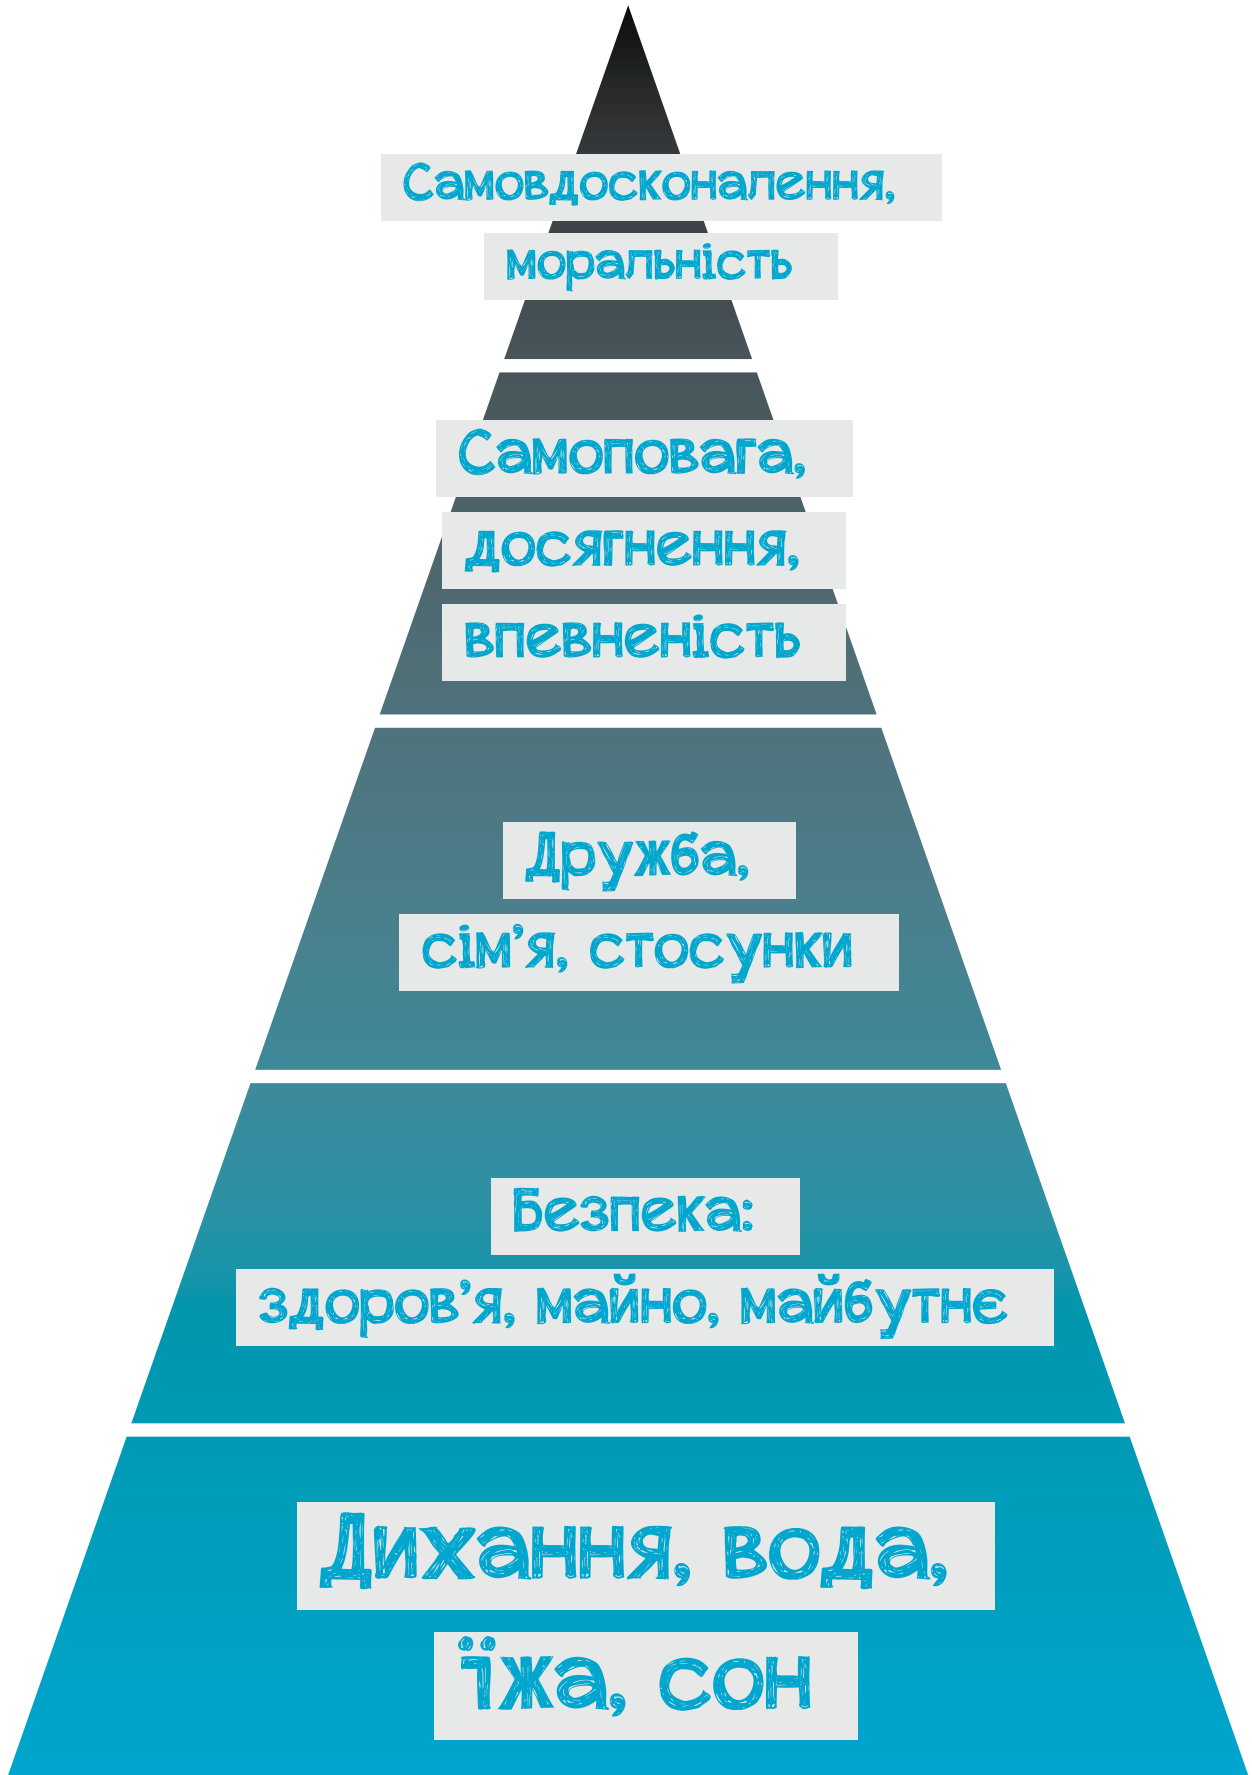 Самовдосконалення,
моральність
Самоповага,
досягнення,
впевненість
Дружба,
сім’я, стосунки
Безпека:
здоров’я, майно, майбутнє
Дихання, вода,
їжа, сон